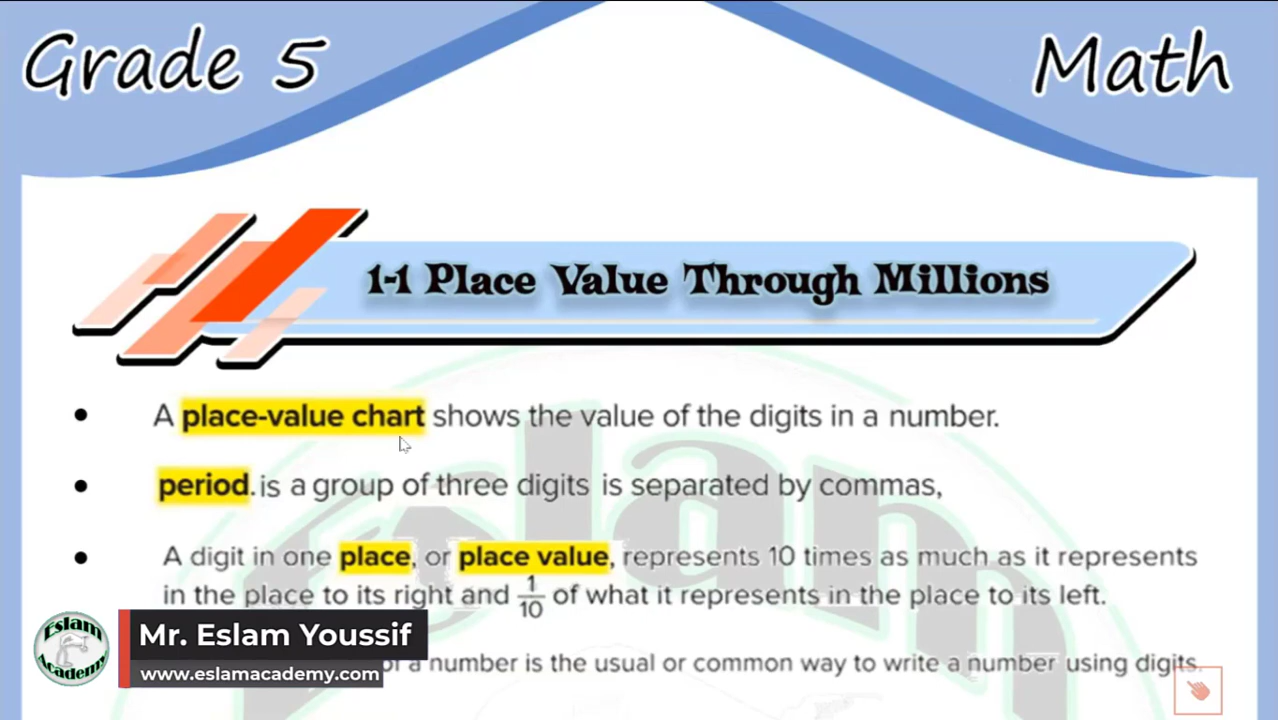 Grade 5
Math
1-1 Place Value Through Millions
• A place-value chart shows the value of the digits in a number.
• period. is a group of three digits is separated by commas,
• A digit in one place, or place value, represents 10 times as much as it represents
in the place to its right and 1/10 of what it represents in the place to its left.
of a number is the usual or common way to write a number using digits.
Eslam
Academy
Mr. Eslam Youssif
www.eslamacademy.com
Eslam